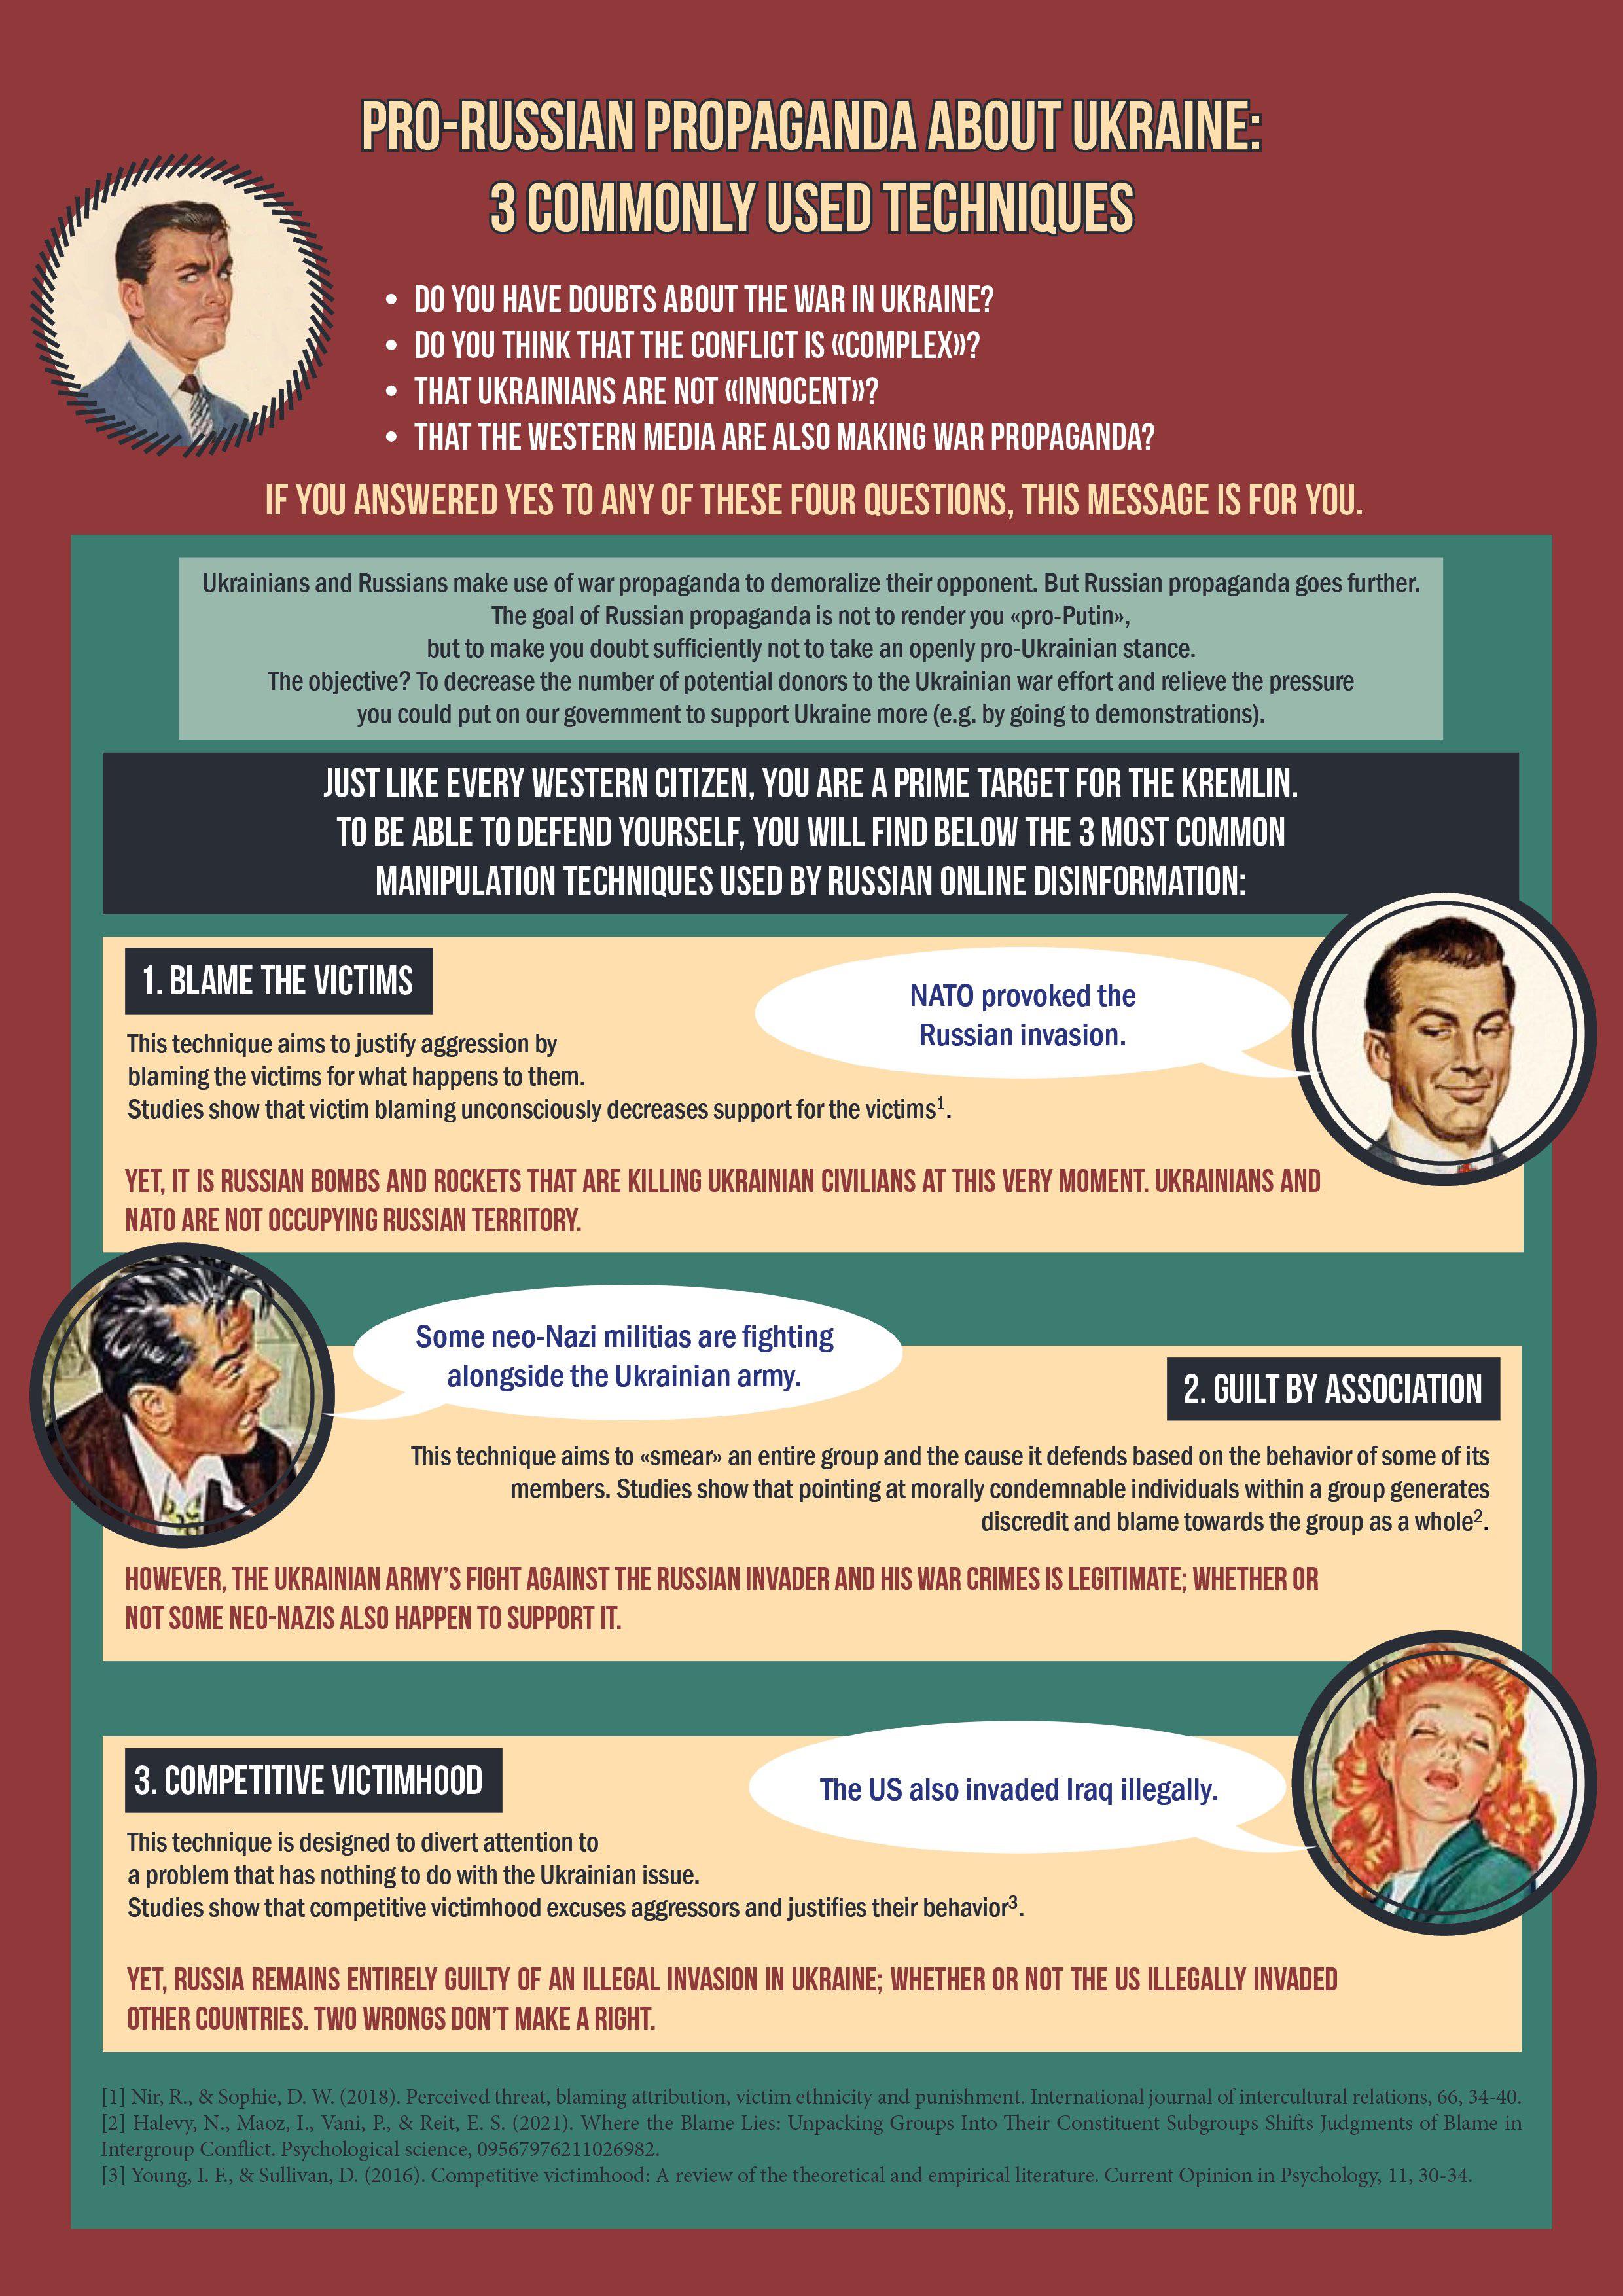 PRO-RUSSIAN PROPAGANDA ABOUT UKRAINE:
3 COMMONLY USED TECHNIQUES
• DO YOU HAVE DOUBTS ABOUT THE WAR IN UKRAINE?
• DO YOU THINK THAT THE CONFLICT IS «COMPLEX»?
• THAT UKRAINIANS ARE NOT «INNOCENT»?
• THAT THE WESTERN MEDIA ARE ALSO MAKING WAR PROPAGANDA?
IF YOU ANSWERED YES TO ANY OF THESE FOUR QUESTIONS, THIS MESSAGE IS FOR YOU.
Ukrainians and Russians make use of war propaganda to demoralize their opponent. But Russian propaganda goes further.
The goal of Russian propaganda is not to render you «pro-Putin»,
but to make you doubt sufficiently not to take an openly pro-Ukrainian stance.
The objective? To decrease the number of potential donors to the Ukrainian war effort and relieve the pressure
you could put on our government to support Ukraine more (e.g. by going to demonstrations).
JUST LIKE EVERY WESTERN CITIZEN, YOU ARE A PRIME TARGET FOR THE KREMLIN.
TO BE ABLE TO DEFEND YOURSELF, YOU WILL FIND BELOW THE 3 MOST COMMON
MANIPULATION TECHNIQUES USED BY RUSSIAN ONLINE DISINFORMATION:
1. BLAME THE VICTIMS
NATO provoked the
Russian invasion.
This technique aims to justify aggression by
blaming the victims for what happens to them.
Studies show that victim blaming unconsciously decreases support for the victims¹.
YET, IT IS RUSSIAN BOMBS AND ROCKETS THAT ARE KILLING UKRAINIAN CIVILIANS AT THIS VERY MOMENT. UKRAINIANS AND
NATO ARE NOT OCCUPYING RUSSIAN TERRITORY.
Some neo-Nazi militias are fighting
alongside the Ukrainian army.
2. GUILT BY ASSOCIATION
This technique aims to «smear» an entire group and the cause it defends based on the behavior of some of its
members. Studies show that pointing at morally condemnable individuals within a group generates
discredit and blame towards the group as a whole².
HOWEVER, THE UKRAINIAN ARMY'S FIGHT AGAINST THE RUSSIAN INVADER AND HIS WAR CRIMES IS LEGITIMATE; WHETHER OR
NOT SOME NEO-NAZIS ALSO HAPPEN TO SUPPORT IT.
3. COMPETITIVE VICTIMHOOD
The US also invaded Iraq illegally.
This technique is designed to divert attention to
a problem that has nothing to do with the Ukrainian issue.
Studies show that competitive victimhood excuses aggressors and justifies their behavior³.
YET, RUSSIA REMAINS ENTIRELY GUILTY OF AN ILLEGAL INVASION IN UKRAINE; WHETHER OR NOT THE US ILLEGALLY INVADED
OTHER COUNTRIES. TWO WRONGS DON'T MAKE A RIGHT.
[1] Nir, R., & Sophie, D. W. (2018). Perceived threat, blaming attribution, victim ethnicity and punishment. International journal of intercultural relations, 66, 34-40.
[2] Halevy, N., Maoz, I., Vani, P., & Reit, E. S. (2021). Where the Blame Lies: Unpacking Groups Into Their Constituent Subgroups Shifts Judgments of Blame in
Intergroup Conflict. Psychological science, 09567976211026982.
[3] Young, I. F., & Sullivan, D. (2016). Competitive victimhood: A review of the theoretical and empirical literature. Current Opinion in Psychology, 11, 30-34.